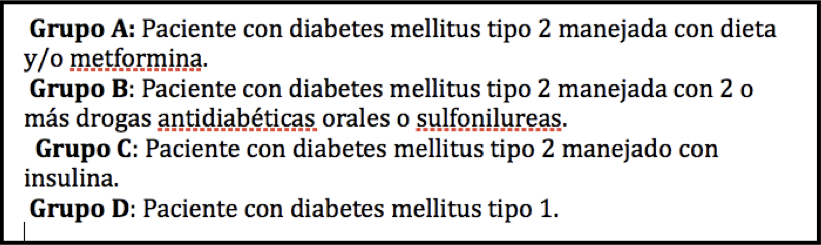 Grupo A: Paciente con diabetes mellitus tipo 2 manejada con dieta
y/o metformina.
Grupo B: Paciente con diabetes mellitus tipo 2 manejada con 2 o
más drogas antidiabéticas orales o sulfonilureas.
Grupo C: Paciente con diabetes mellitus tipo 2 manejado con
insulina.
Grupo D: Paciente con diabetes mellitus tipo 1.